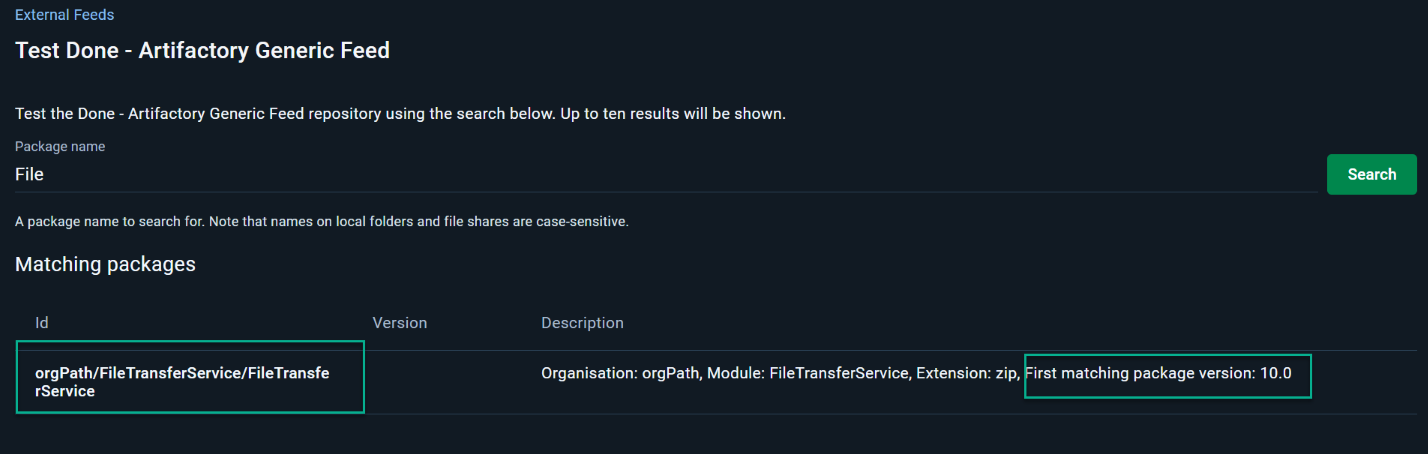 External Feeds
Test Done - Artifactory Generic Feed
Test the Done - Artifactory Generic Feed repository using the search below. Up to ten results will be shown.
Package name
File
Search
A package name to search for. Note that names on local folders and file shares are case-sensitive.
Matching packages
Id Version Description
orgPath/FileTransferService/FileTransfe
rService
Organisation: orgPath, Module: FileTransferService, Extension: zip, First matching package version: 10.0